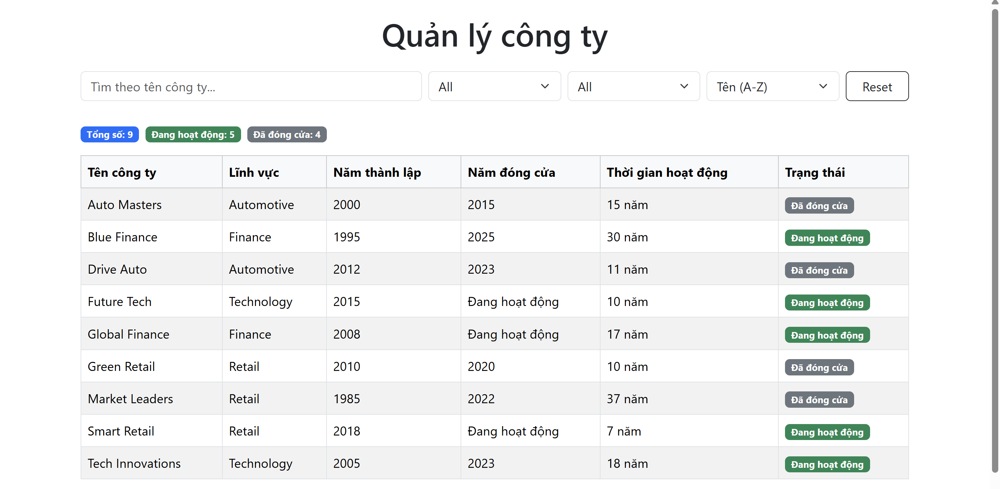 Quản lý công ty
Tìm theo tên công ty... All All Tên (A-Z) Reset
Tổng số: 9 Đang hoạt động: 5 Đã đóng cửa: 4
Tên công ty Lĩnh vực Năm thành lập Năm đóng cửa Thời gian hoạt động Trạng thái
Auto Masters Automotive 2000 2015 15 năm Đã đóng cửa
Blue Finance Finance 1995 2025 30 năm Đang hoạt động
Drive Auto Automotive 2012 2023 11 năm Đã đóng cửa
Future Tech Technology 2015 Đang hoạt động 10 năm Đang hoạt động
Global Finance Finance 2008 Đang hoạt động 17 năm Đang hoạt động
Green Retail Retail 2010 2020 10 năm Đã đóng cửa
Market Leaders Retail 1985 2022 37 năm Đã đóng cửa
Smart Retail Retail 2018 Đang hoạt động 7 năm Đang hoạt động
Tech Innovations Technology 2005 2023 18 năm Đang hoạt động